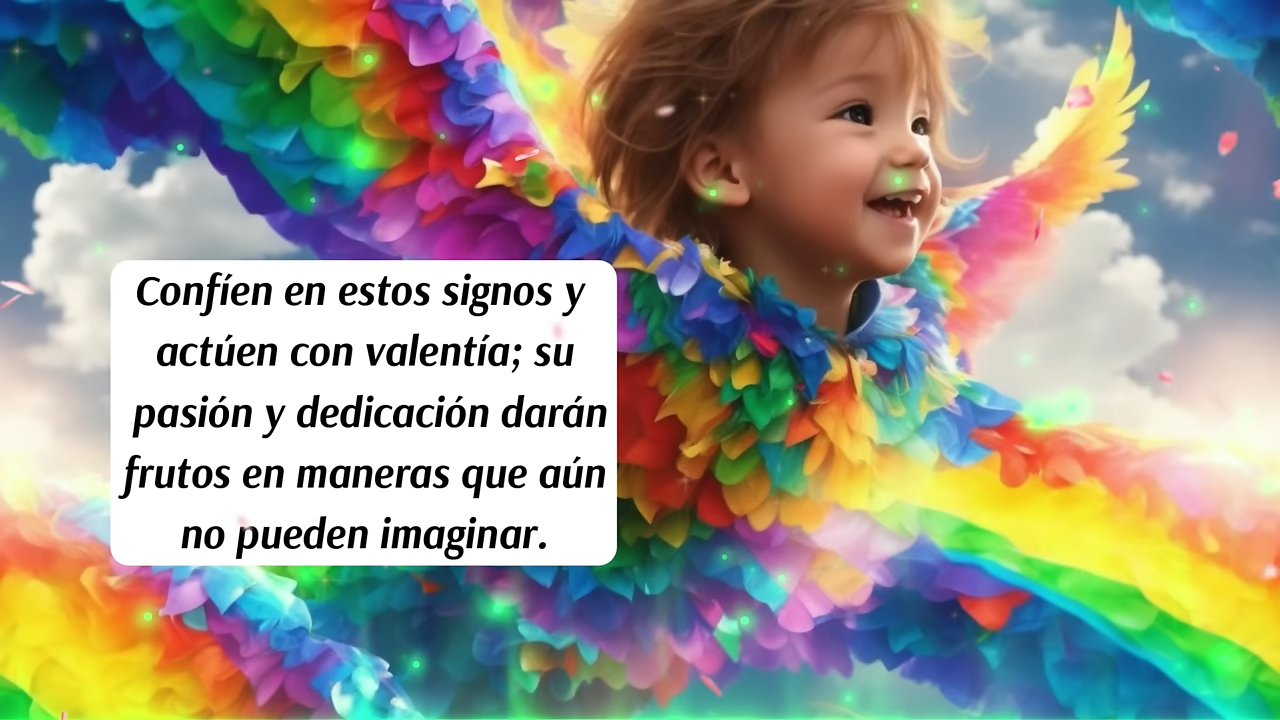 Confíen en estos signos y
actúen con valentía; su
pasión y dedicación darán
frutos en maneras que aún
no pueden imaginar.